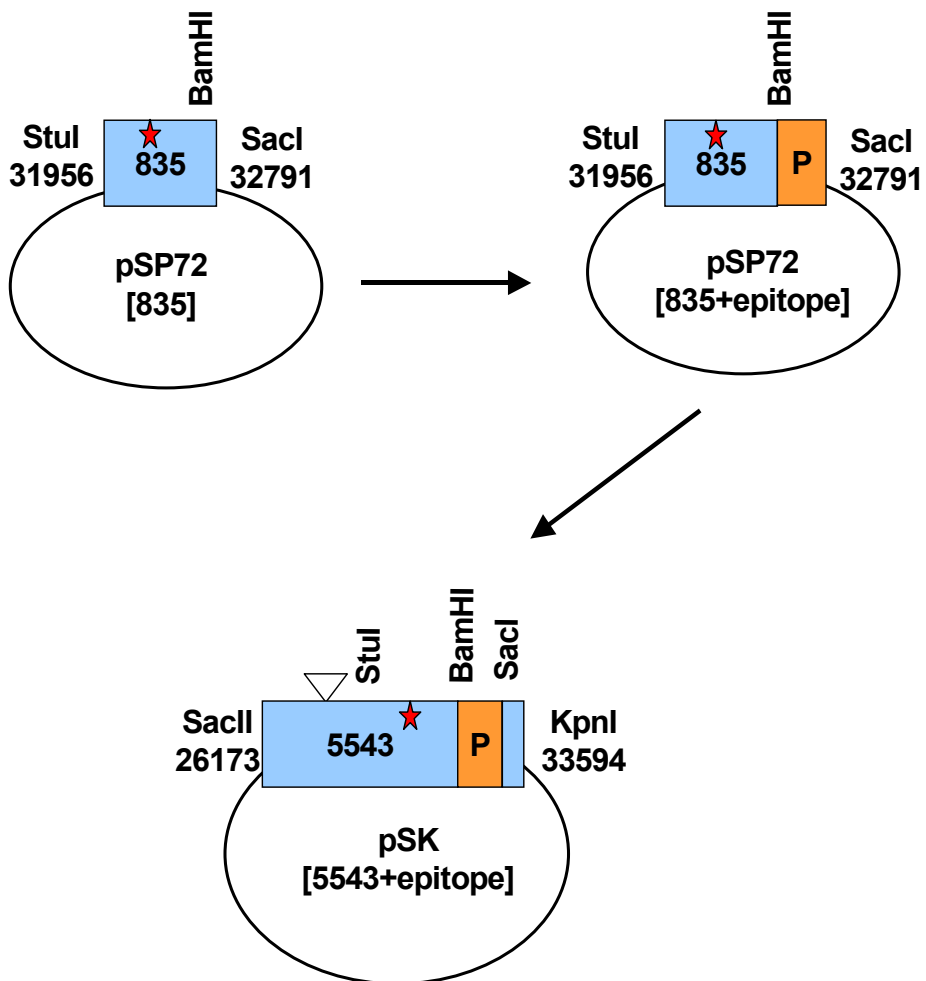 BamHI
StuI
31956
835
SacI
32791
pSP72
[835]
BamHI
StuI
31956
835
P
SacI
32791
pSP72
[835+epitope]
StuI
BamHI
SacI
SacII
26173
5543
P
KpnI
33594
pSK
[5543+epitope]